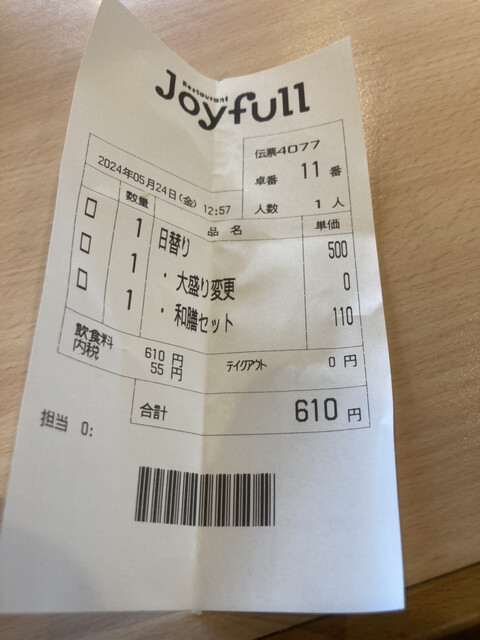 Restaurant
Joyfull
伝票4077
2024年05月24日(金) 12:57
卓番 11 番
人数 1 人
数量 品名 単価
1 日替り 500
1 ・大盛り変更 0
1 ・和膳セット 110
飲食料 610 円 テイクアウト 0 円
内税 55 円
合計 610 円
担当 0: